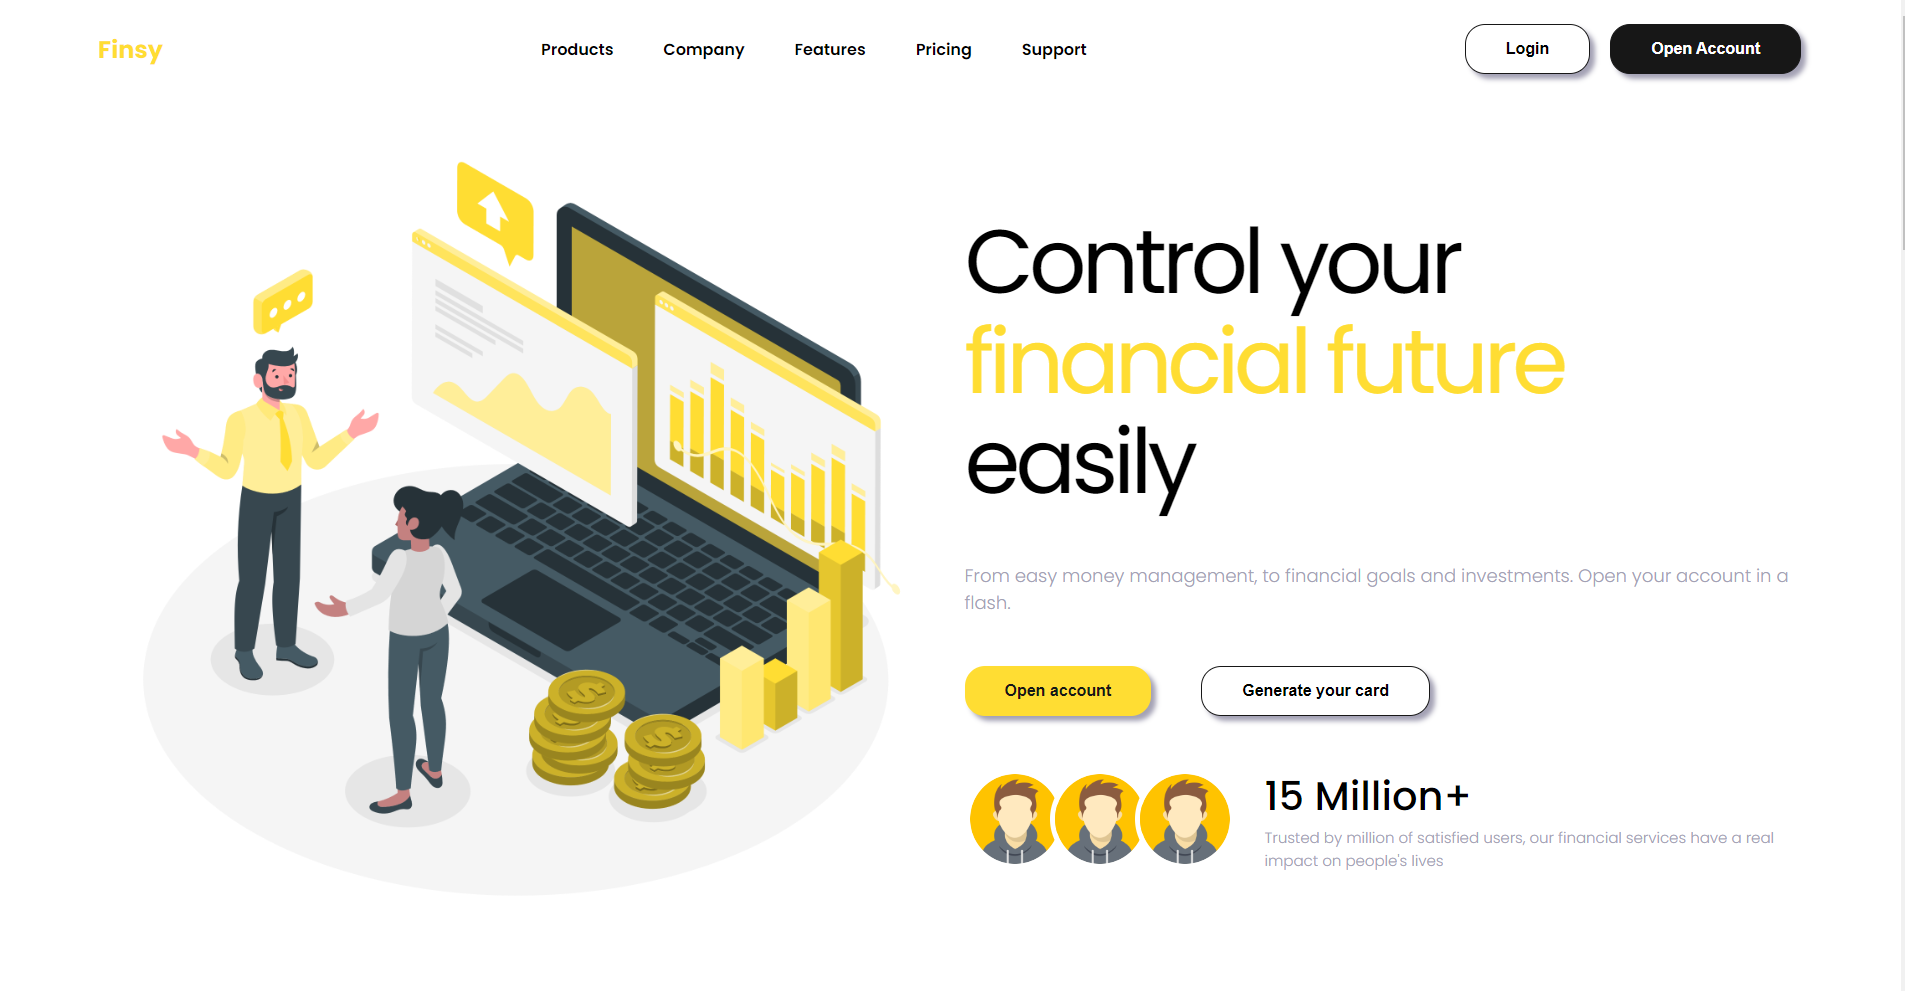 Finsy
Products
Company
Features
Pricing
Support
Login
Open Account
Control your
financial future
easily
From easy money management, to financial goals and investments. Open your account in a
flash.
Open account
Generate your card
15 Million+
Trusted by million of satisfied users, our financial services have a real
impact on people's lives
$
$